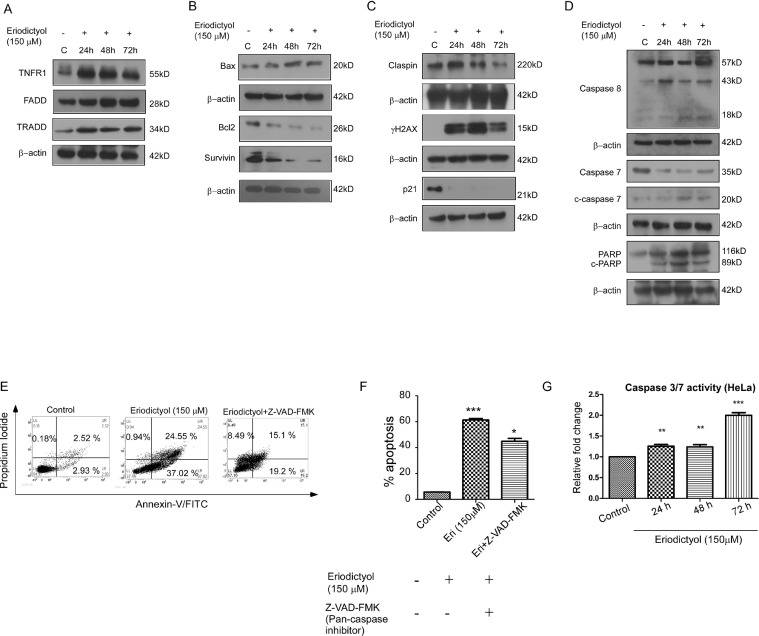 A
Eriodictyol
(150 μM)
- + + +
C 24h 48h 72h
TNFR1 55kD
FADD 28kD
TRADD 34kD
β–actin 42kD
B
Eriodictyol
(150 μM)
- + + +
C 24h 48h 72h
Bax 20kD
β–actin 42kD
Bcl2 26kD
Survivin 16kD
β–actin 42kD
C
Eriodictyol
(150 μM)
- + + +
C 24h 48h 72h
Claspin 220kD
β–actin 42kD
γH2AX 15kD
β–actin 42kD
p21 21kD
β–actin 42kD
D
Eriodictyol
(150 μM)
- + + +
C 24h 48h 72h
57kD
43kD
Caspase 8
18kD
β–actin 42kD
Caspase 7 35kD
c-caspase 7 20kD
β–actin 42kD
PARP 116kD
c-PARP 89kD
β–actin 42kD
E
Control Eriodictyol (150 μM) Eriodictyol+Z-VAD-FMK
0.18% 2.52 %
2.93 %
0.94% 24.55 %
37.02 %
8.49 % 15.1 %
19.2 %
Propidium Iodide
Annexin-V/FITC
F
% apoptosis
80
60
40
20
0
***
*
Control
Eri (150μM)
Eri+Z-VAD-FMK
Eriodictyol
(150 μM)
- + +
Z-VAD-FMK
(Pan-caspase
inhibitor)
- - +
G
Caspase 3/7 activity (HeLa)
Relative fold change
2.5
2.0
1.5
1.0
0.5
0.0
**
**
***
Control
24 h
48 h
72 h
Eriodictyol (150μM)